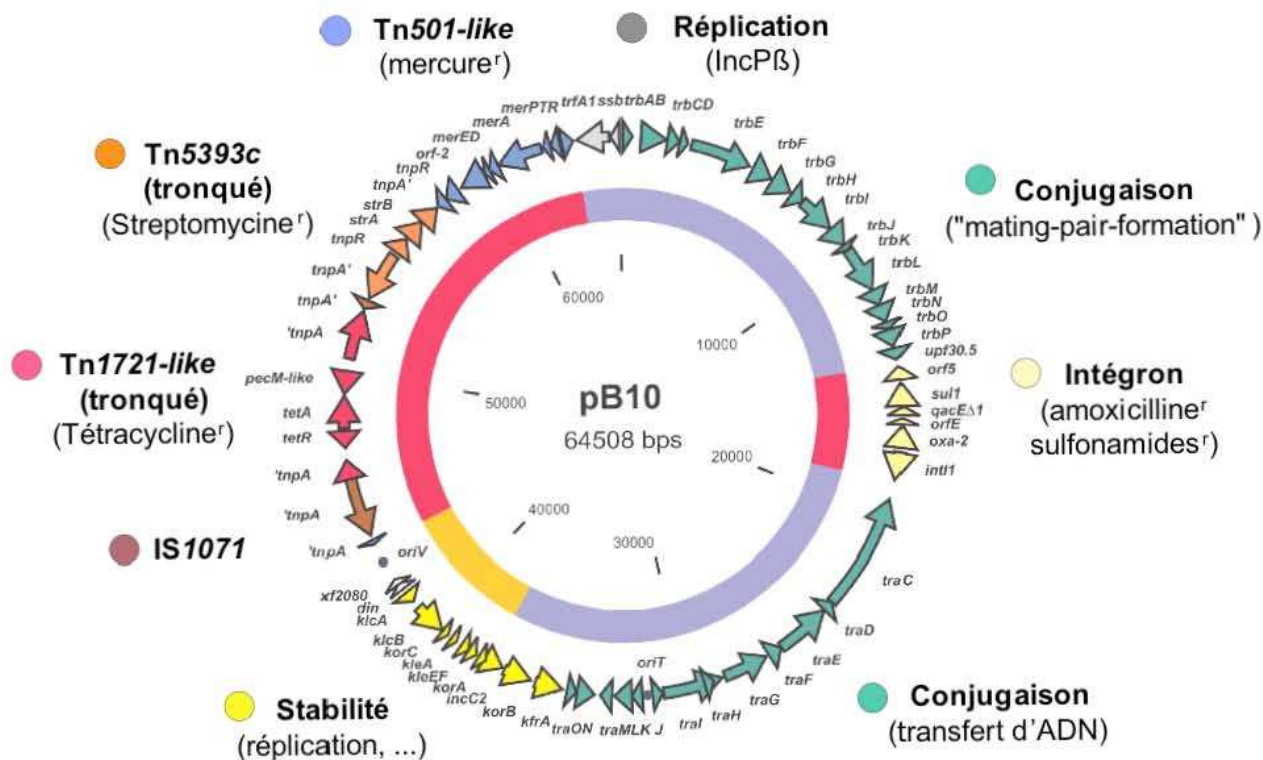 Tn501-like
(mercureʳ)
Réplication
(IncPß)
Tn5393c
(tronqué)
(Streptomycineʳ)
Conjugaison
("mating-pair-formation" )
Tn1721-like
(tronqué)
(Tétracyclineʳ)
Intégron
(amoxicillineʳ
sulfonamidesʳ)
IS1071
Stabilité
(réplication, ...)
Conjugaison
(transfert d'ADN)
pB10
64508 bps
10000
20000
30000
40000
50000
60000
trfA1
ssb
trbAB
trbCD
trbE
trbF
trbG
trbH
trbI
trbJ
trbK
trbL
trbM
trbN
trbO
trbP
upf30.5
orf5
sul1
qacEΔ1
orfE
oxa-2
intI1
traC
traD
traE
traF
traG
traH
traI
oriT
traMLK J
traON
kfrA
korB
incC2
korA
kleEF
kleA
korC
klcB
klcA
din
xf2080
oriV
'tnpA
'tnpA
'tnpA
tetR
tetA
pecM-like
'tnpA
tnpA'
tnpA'
tnpR
strA
strB
tnpA'
tnpR
orf-2
merED
merA
merPTR